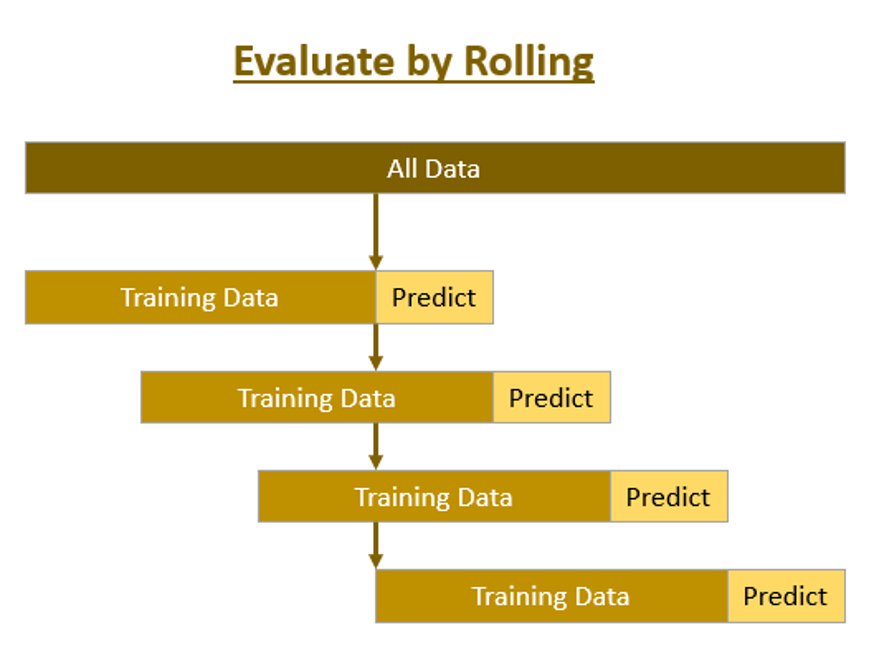 Evaluate by Rolling
All Data
Training Data
Predict
Training Data
Predict
Training Data
Predict
Training Data
Predict